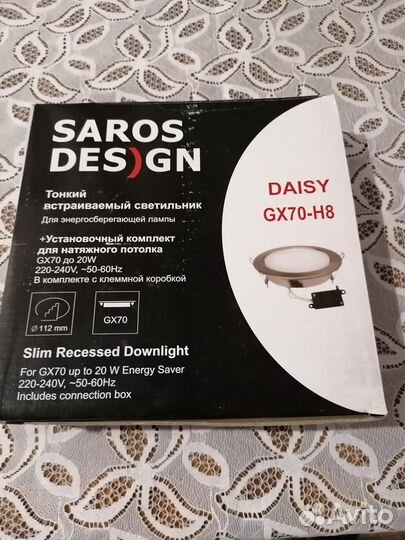 SAROS
DES)GN
Тонкий
встраиваемый светильник
Для энергосберегающей лампы
+Установочный комплект
для натяжного потолка
GX70 до 20W
220-240V, ~50-60Hz
В комплекте с клеммной коробкой
Ø 112 mm
GX70
Slim Recessed Downlight
For GX70 up to 20 W Energy Saver
220-240V, ~50-60Hz
Includes connection box
DAISY
GX70-H8
Avito